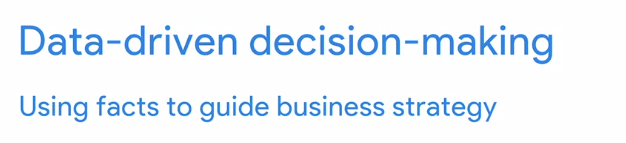 Data-driven decision-making
Using facts to guide business strategy